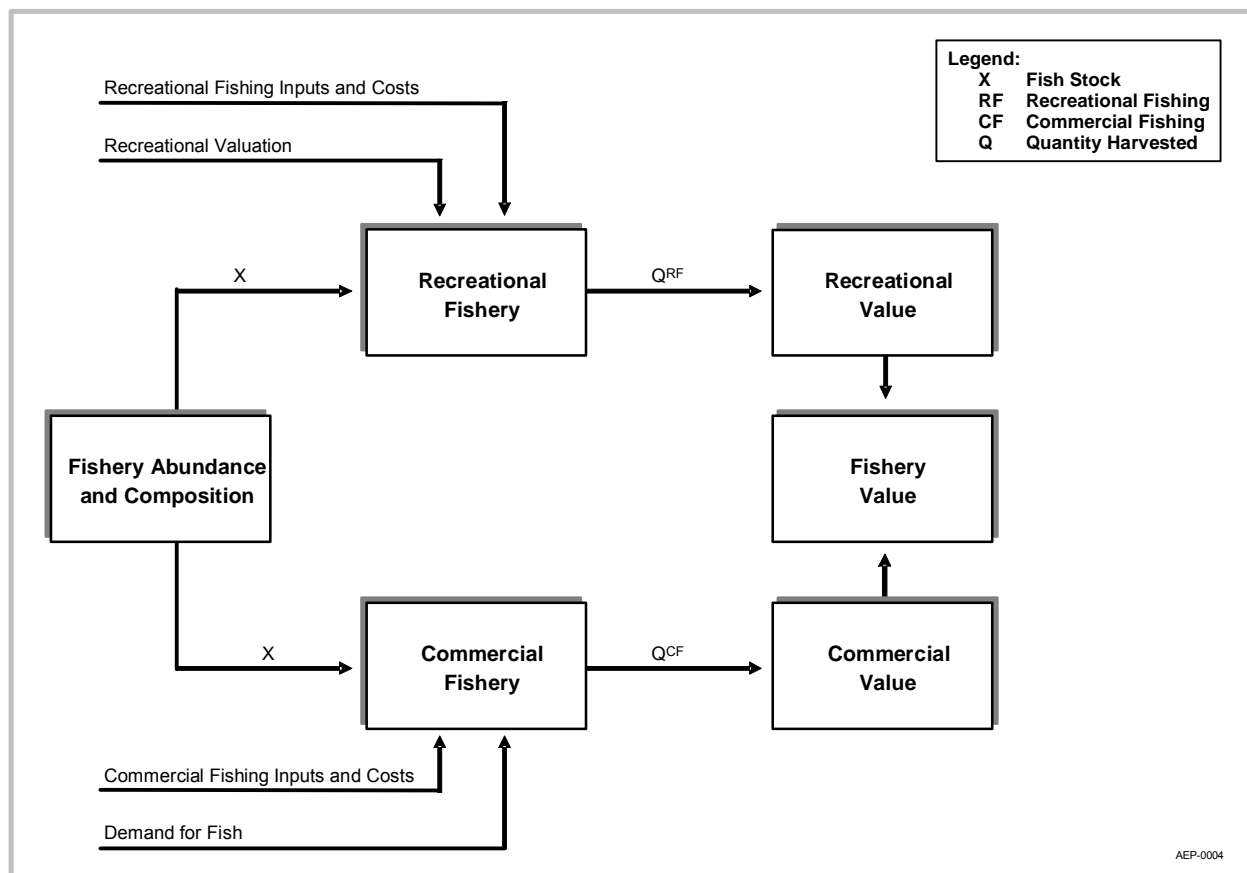 Legend:
X Fish Stock
RF Recreational Fishing
CF Commercial Fishing
Q Quantity Harvested
Recreational Fishing Inputs and Costs
Recreational Valuation
X
Recreational
Fishery
QRF
Recreational
Value
Fishery Abundance
and Composition
Fishery
Value
X
Commercial
Fishery
QCF
Commercial
Value
Commercial Fishing Inputs and Costs
Demand for Fish
AEP-0004